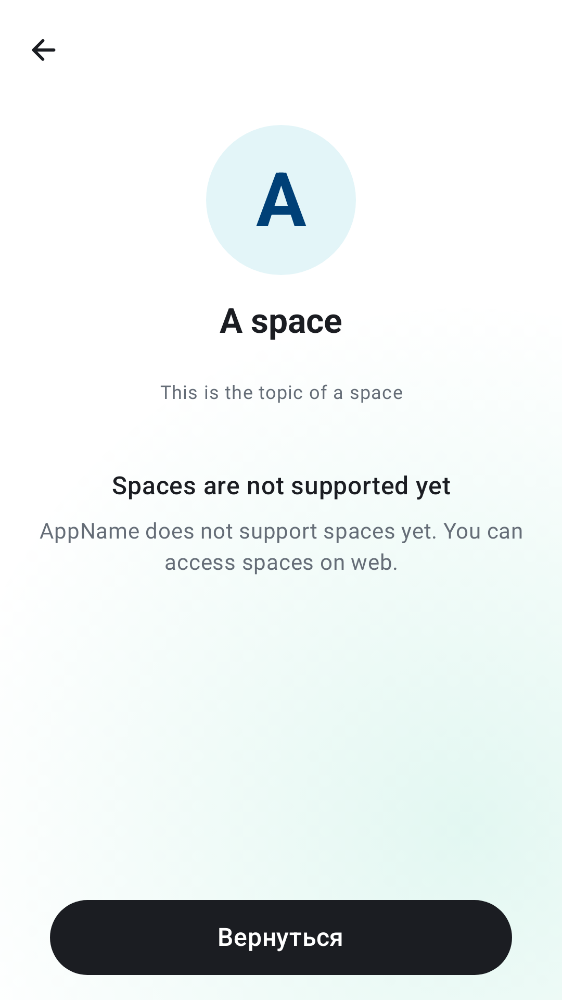 A
A space
This is the topic of a space
Spaces are not supported yet
AppName does not support spaces yet. You can
access spaces on web.
Вернуться